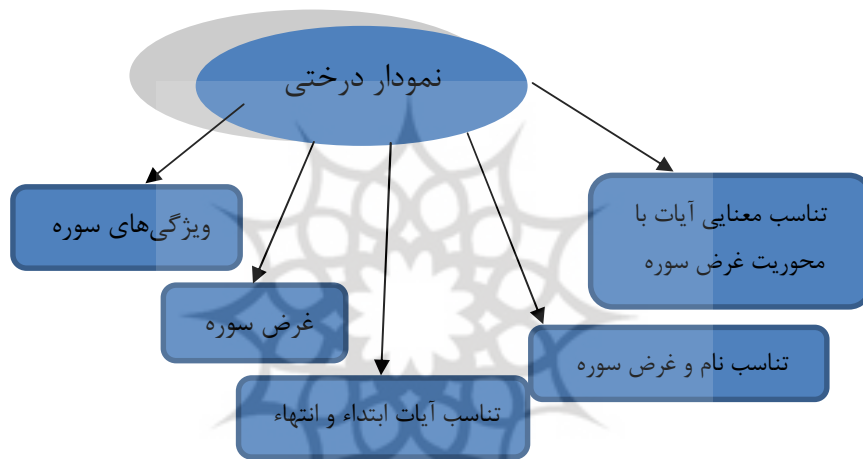 نمودار درختی
تناسب معنایی آیات با
محوریت غرض سوره
ویژگی‌های سوره
غرض سوره
تناسب نام و غرض سوره
تناسب آیات ابتداء و انتهاء